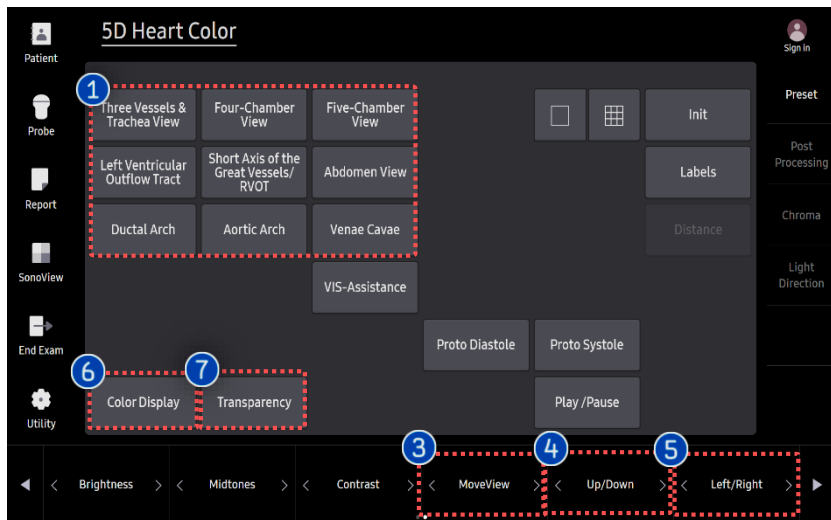 5D Heart Color
Patient
Probe
Report
SonoView
End Exam
Utility
1
Three Vessels &
Trachea View
Four-Chamber
View
Five-Chamber
View
Left Ventricular
Outflow Tract
Short Axis of the
Great Vessels/
RVOT
Abdomen View
Ductal Arch
Aortic Arch
Venae Cavae
VIS-Assistance
Proto Diastole
Proto Systole
6
Color Display
7
Transparency
Play /Pause
Init
Labels
Distance
Sign In
Preset
Post
Processing
Chroma
Light
Direction
◀ < Brightness > < Midtones > < Contrast >
3
< MoveView >
4
< Up/Down >
5
< Left/Right > ▶